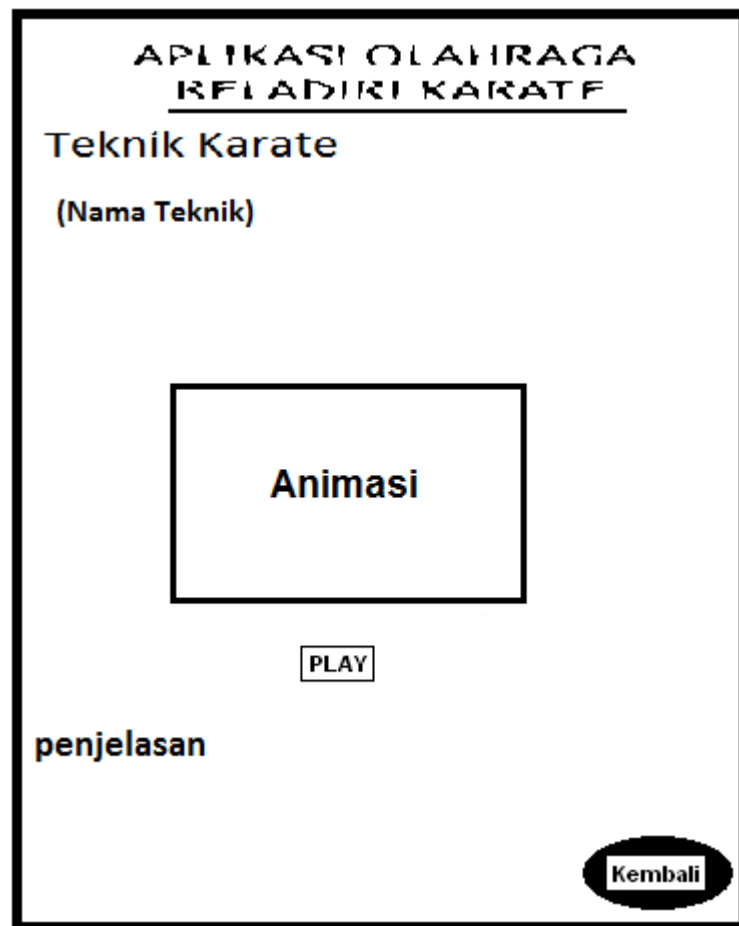 APLIKASI OLAHRAGA
BELADIRI KARATE
Teknik Karate
(Nama Teknik)
Animasi
PLAY
penjelasan
Kembali